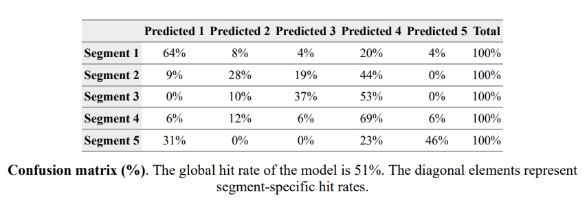 Predicted 1 Predicted 2 Predicted 3 Predicted 4 Predicted 5 Total
Segment 1 64% 8% 4% 20% 4% 100%
Segment 2 9% 28% 19% 44% 0% 100%
Segment 3 0% 10% 37% 53% 0% 100%
Segment 4 6% 12% 6% 69% 6% 100%
Segment 5 31% 0% 0% 23% 46% 100%
Confusion matrix (%). The global hit rate of the model is 51%. The diagonal elements represent
segment-specific hit rates.